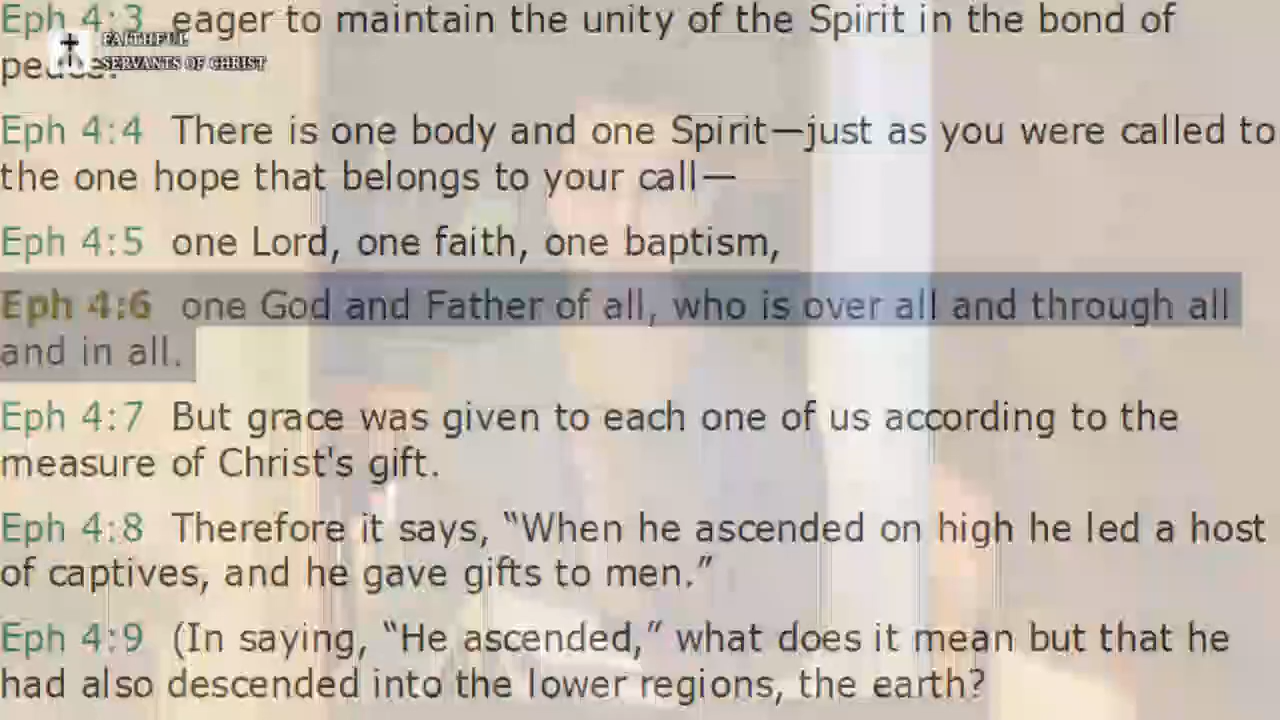 Eph 4:3 eager to maintain the unity of the Spirit in the bond of
peace.
FAITHFUL
SERVANTS OF CHRIST
Eph 4:4 There is one body and one Spirit—just as you were called to
the one hope that belongs to your call—
Eph 4:5 one Lord, one faith, one baptism,
Eph 4:6 one God and Father of all, who is over all and through all
and in all.
Eph 4:7 But grace was given to each one of us according to the
measure of Christ's gift.
Eph 4:8 Therefore it says, “When he ascended on high he led a host
of captives, and he gave gifts to men.”
Eph 4:9 (In saying, “He ascended,” what does it mean but that he
had also descended into the lower regions, the earth?